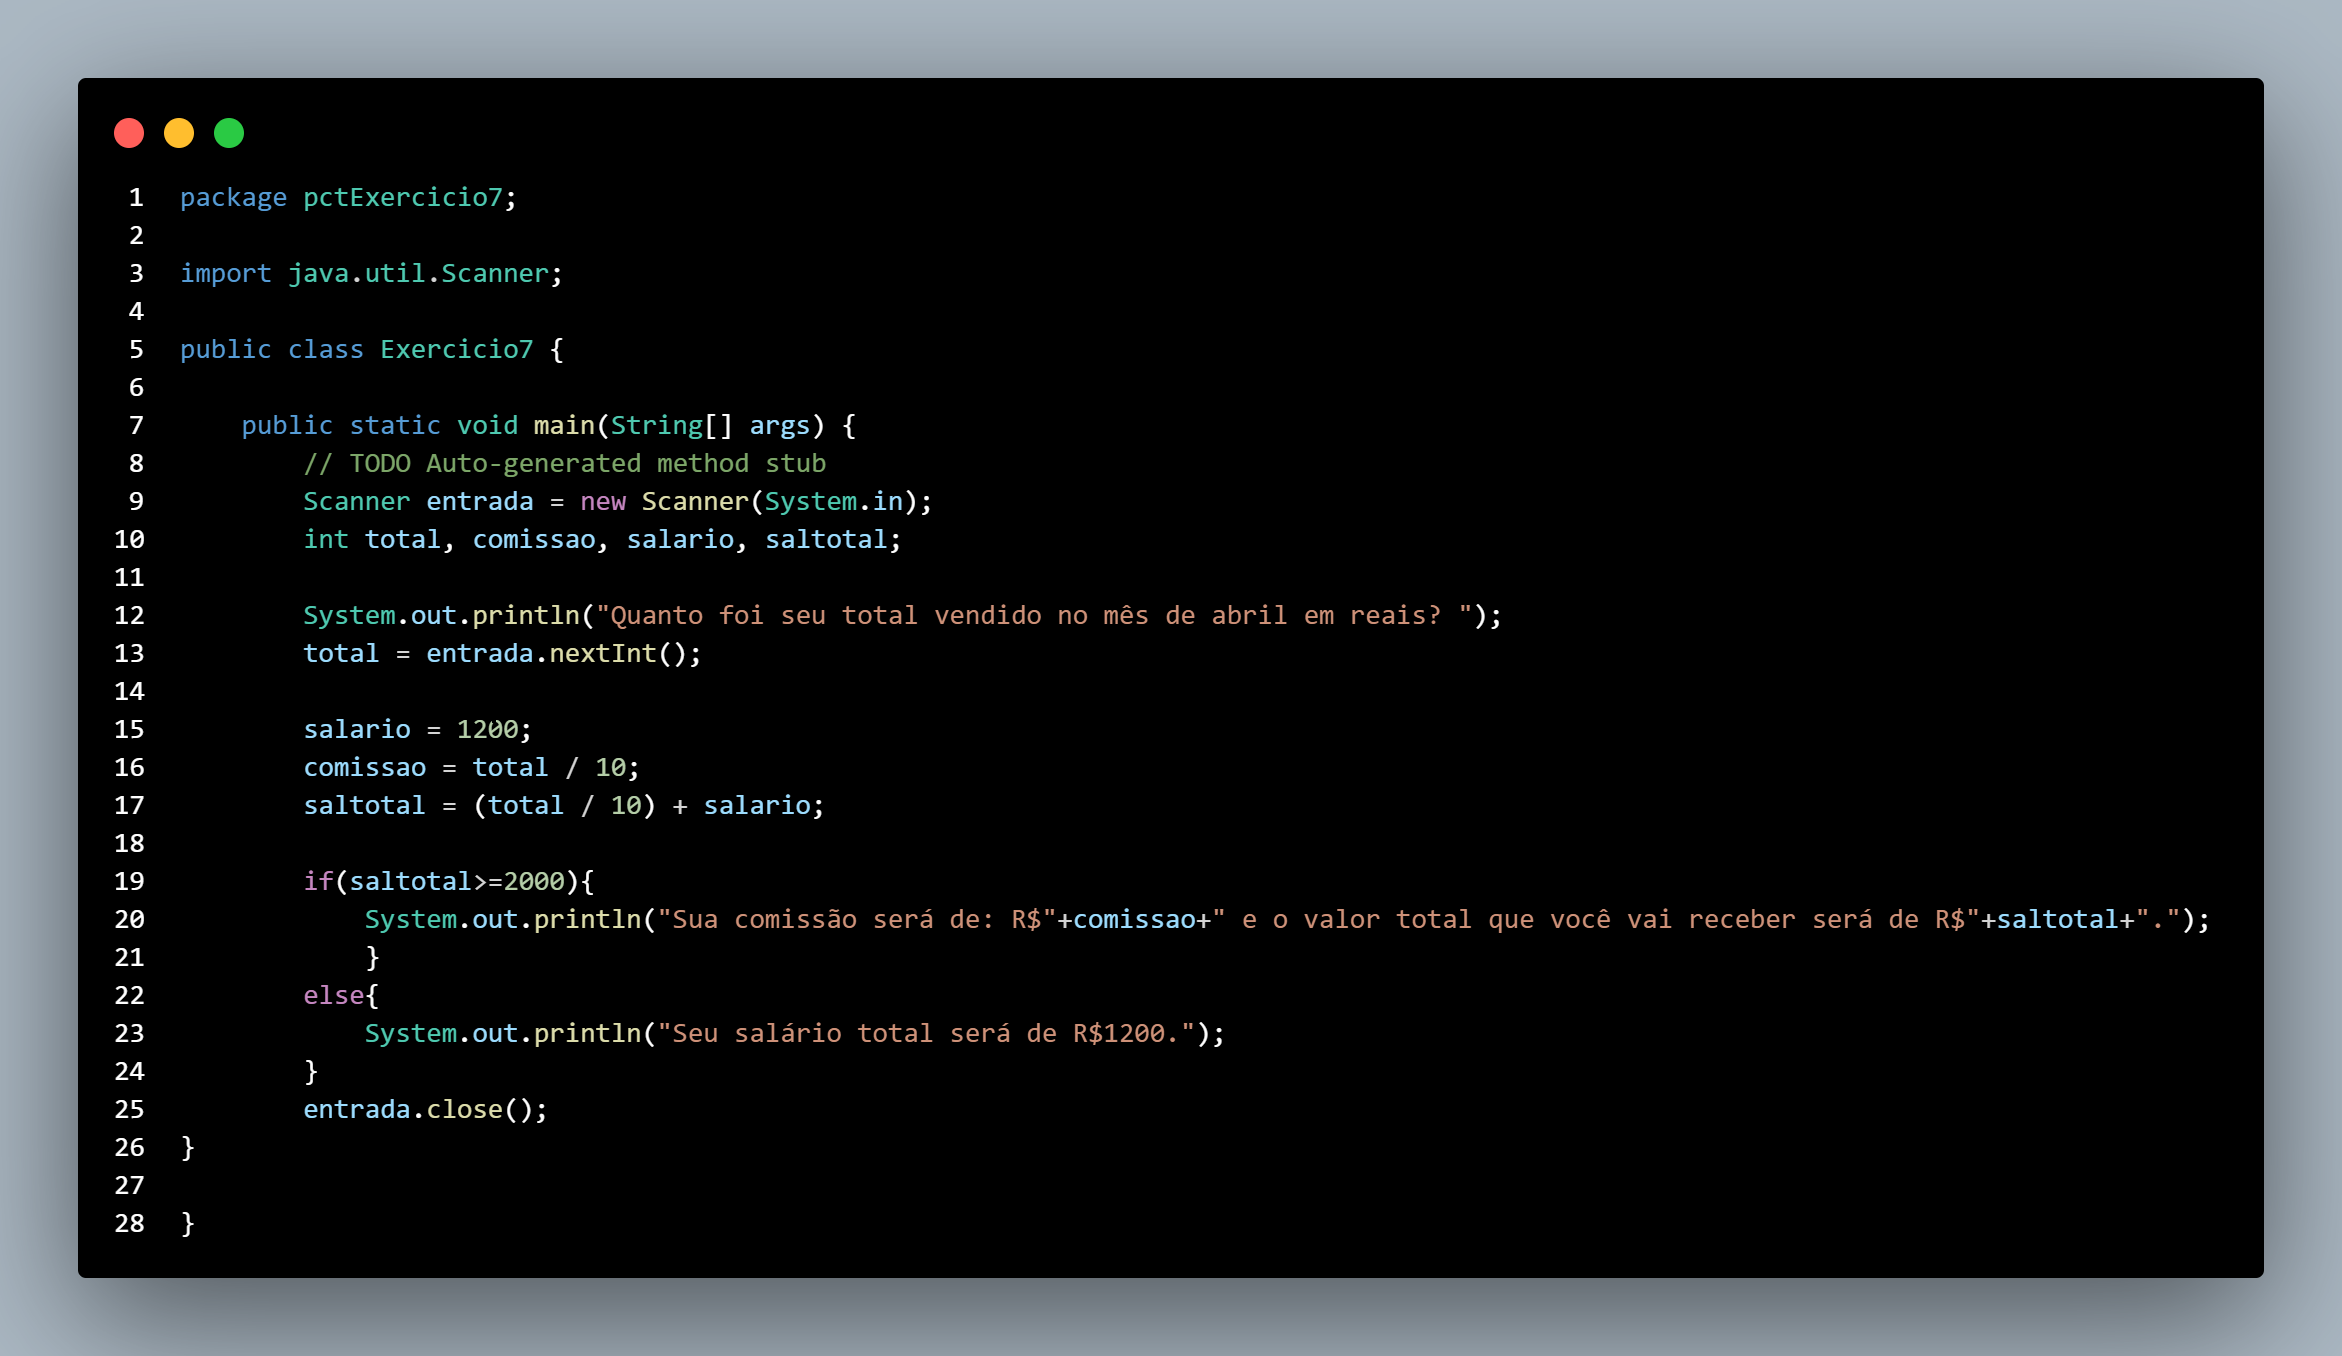 1 package pctExercicio7;
2
3 import java.util.Scanner;
4
5 public class Exercicio7 {
6
7     public static void main(String[] args) {
8         // TODO Auto-generated method stub
9         Scanner entrada = new Scanner(System.in);
10         int total, comissao, salario, saltotal;
11
12         System.out.println("Quanto foi seu total vendido no mês de abril em reais? ");
13         total = entrada.nextInt();
14
15         salario = 1200;
16         comissao = total / 10;
17         saltotal = (total / 10) + salario;
18
19         if(saltotal>=2000){
20             System.out.println("Sua comissão será de: R$"+comissao+" e o valor total que você vai receber será de R$"+saltotal+".");
21             }
22         else{
23             System.out.println("Seu salário total será de R$1200.");
24         }
25         entrada.close();
26 }
27
28 }